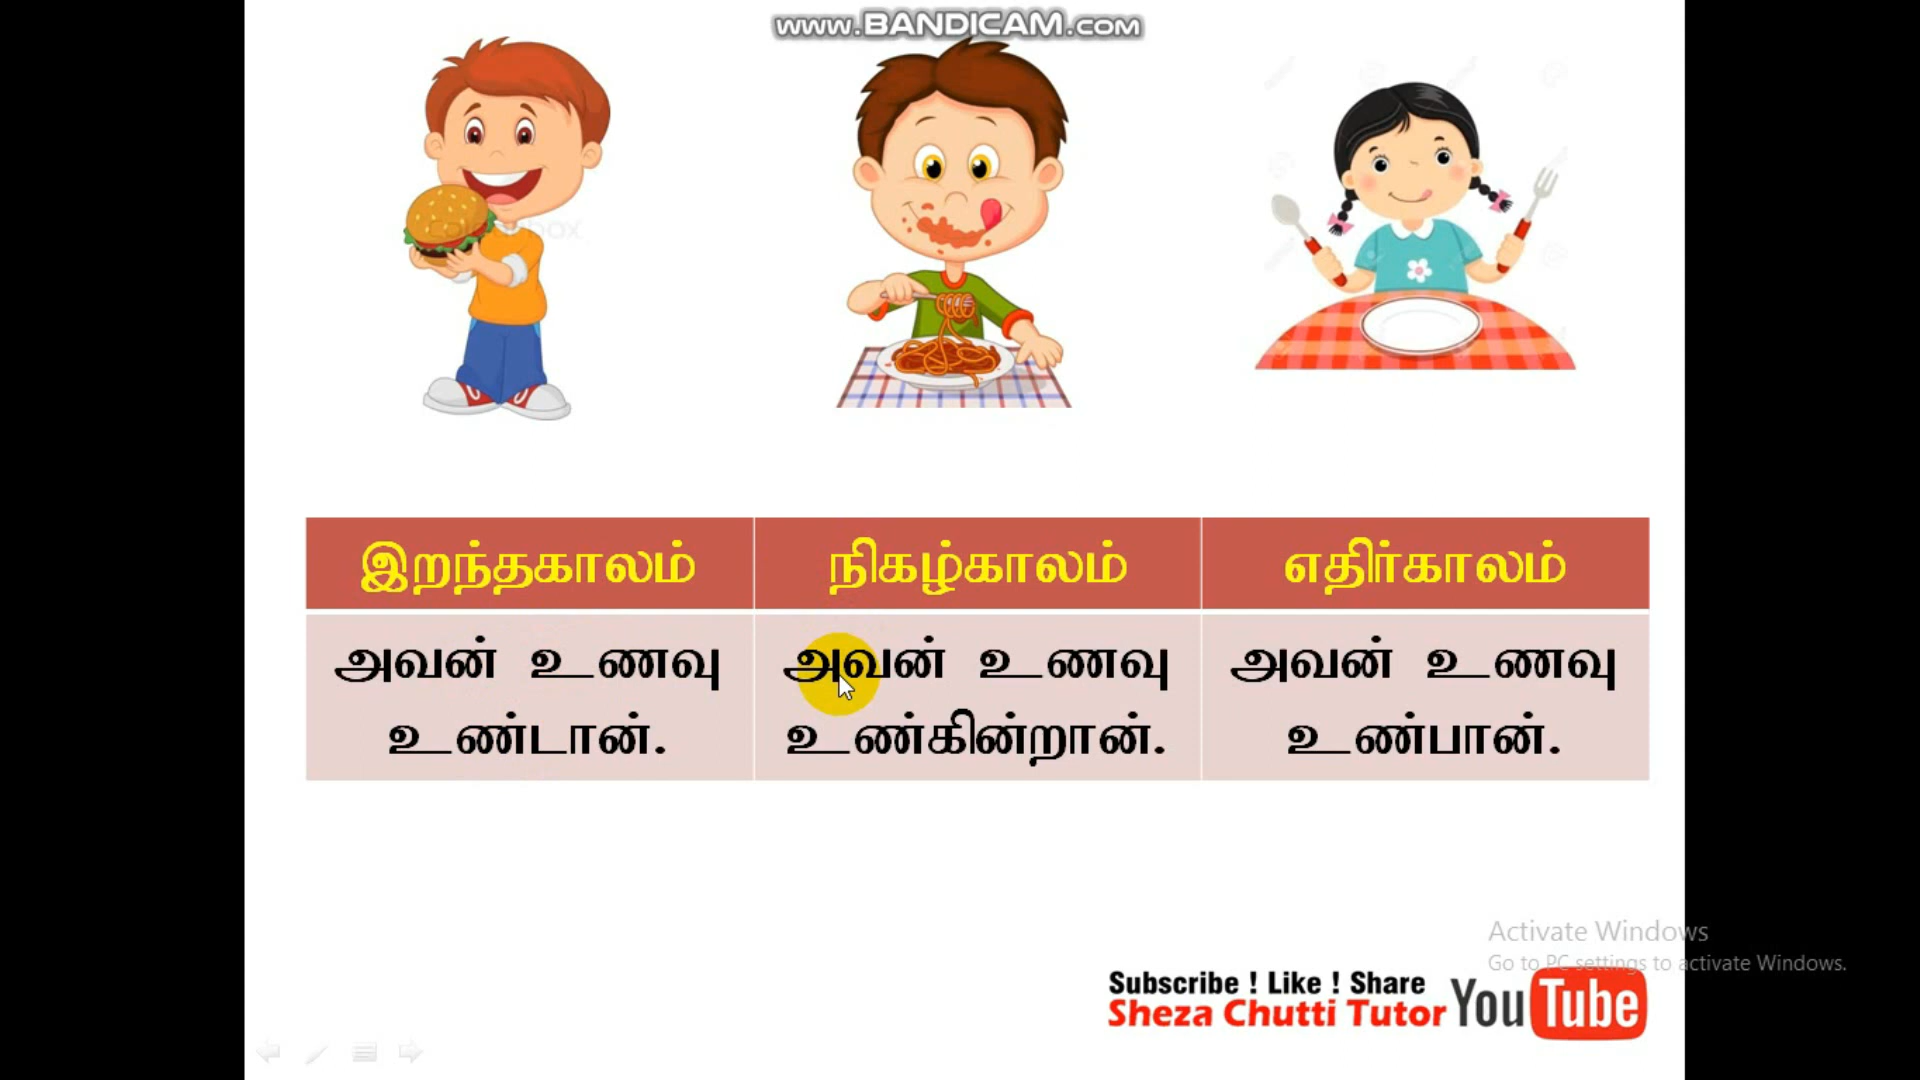 www.BANDICAM.com
இறந்தகாலம்
நிகழ்காலம்
எதிர்காலம்
அவன் உணவு
உண்டான்.
அவன் உணவு
உண்கின்றான்.
அவன் உணவு
உண்பான்.
Activate Windows
Go to PC settings to activate Windows.
Subscribe ! Like ! Share
Sheza Chutti Tutor
YouTube